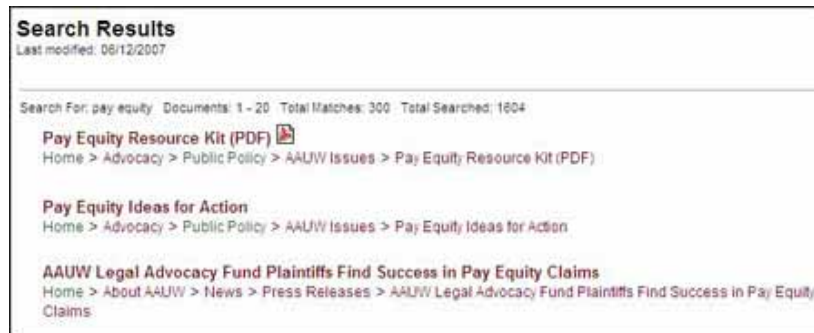 Search Results
Last modified: 06/12/2007
Search For: pay equity Documents: 1 - 20 Total Matches: 300 Total Searched: 1604
Pay Equity Resource Kit (PDF)
Home > Advocacy > Public Policy > AAUW Issues > Pay Equity Resource Kit (PDF)
Pay Equity Ideas for Action
Home > Advocacy > Public Policy > AAUW Issues > Pay Equity Ideas for Action
AAUW Legal Advocacy Fund Plaintiffs Find Success in Pay Equity Claims
Home > About AAUW > News > Press Releases > AAUW Legal Advocacy Fund Plaintiffs Find Success in Pay Equity
Claims